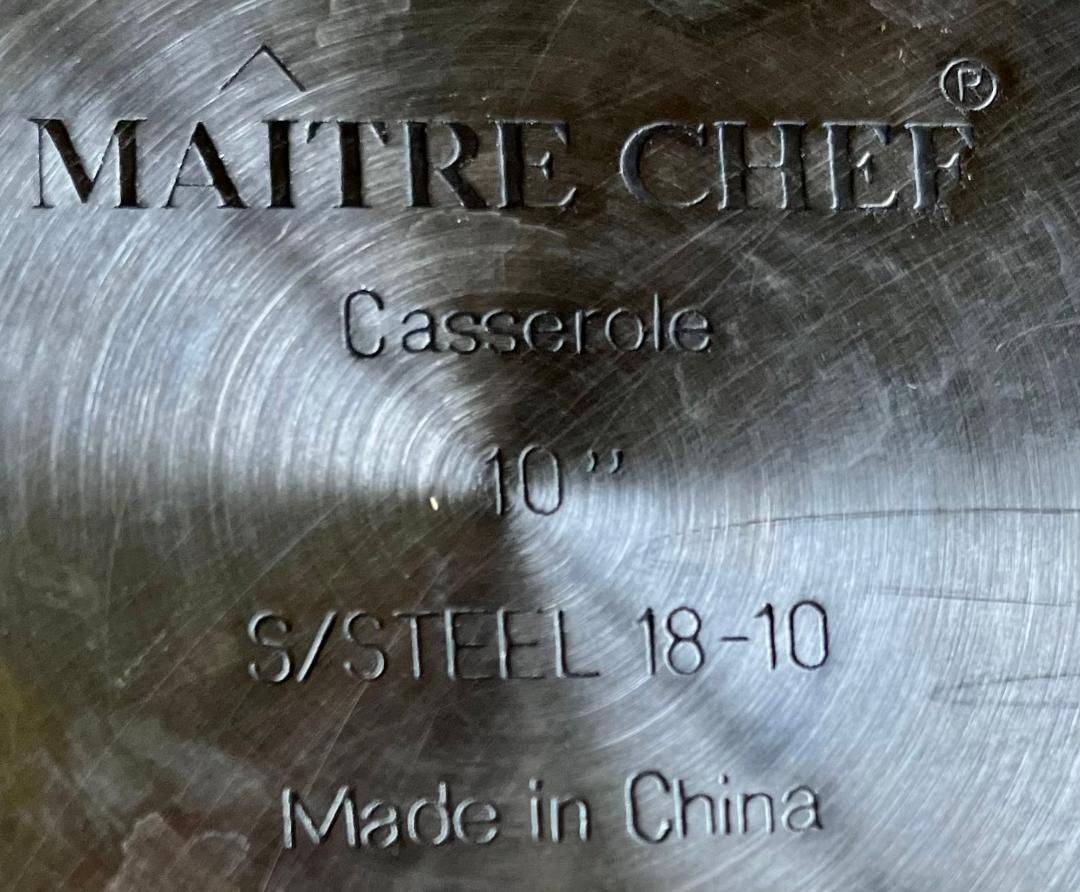 MAÎTRE CHEF®
Casserole
10”
S/STEEL 18-10
Made in China